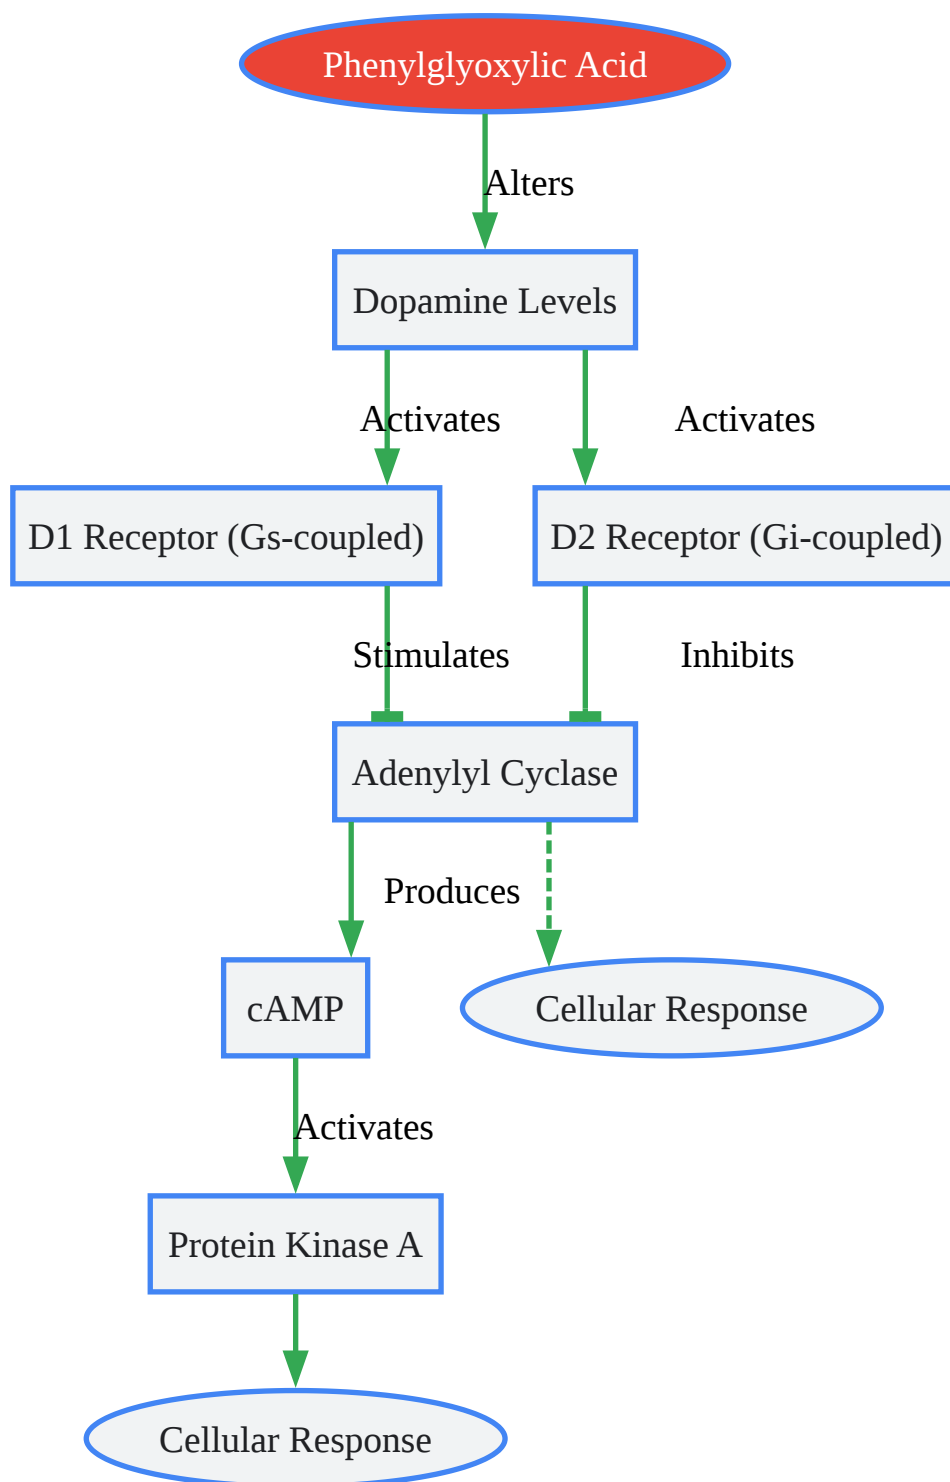 Phenylglyoxylic Acid
Alters
Dopamine Levels
Activates
Activates
D1 Receptor (Gs-coupled)
D2 Receptor (Gi-coupled)
Stimulates
Inhibits
Adenylyl Cyclase
Produces
cAMP
Cellular Response
Activates
Protein Kinase A
Cellular Response